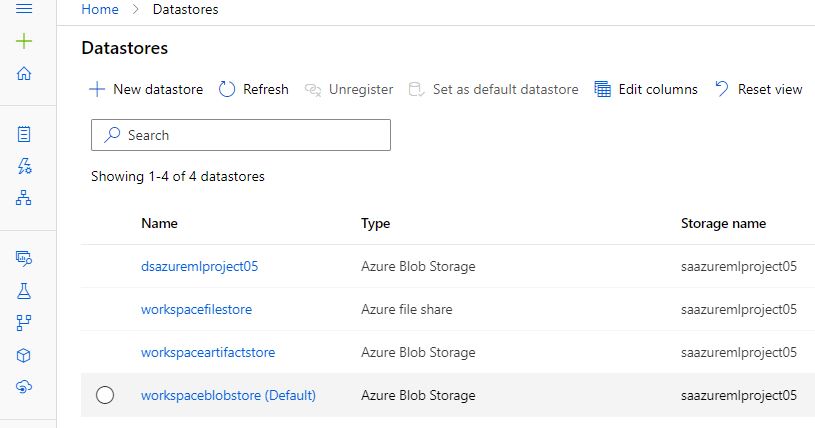 Home > Datastores
Datastores
New datastore Refresh Unregister Set as default datastore Edit columns Reset view
Search
Showing 1-4 of 4 datastores
Name Type Storage name
dsazuremlproject05 Azure Blob Storage saazuremlproject05
workspacefilestore Azure file share saazuremlproject05
workspaceartifactstore Azure Blob Storage saazuremlproject05
workspaceblobstore (Default) Azure Blob Storage saazuremlproject05